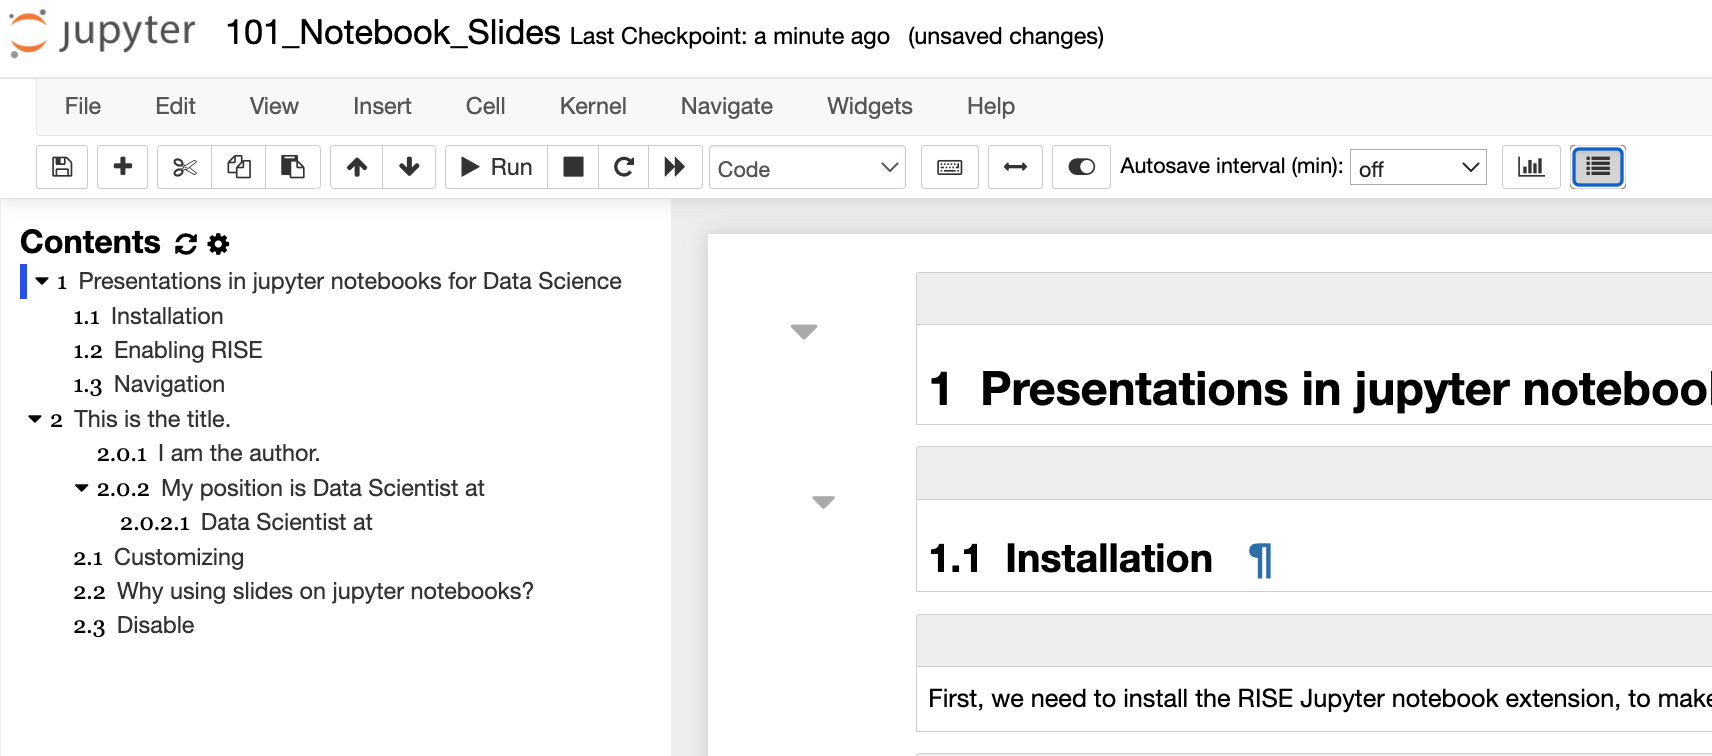 jupyter 101_Notebook_Slides Last Checkpoint: a minute ago (unsaved changes)
File Edit View Insert Cell Kernel Navigate Widgets Help
Run Code Autosave interval (min): off
Contents
1 Presentations in jupyter notebooks for Data Science
1.1 Installation
1.2 Enabling RISE
1.3 Navigation
2 This is the title.
2.0.1 I am the author.
2.0.2 My position is Data Scientist at
2.0.2.1 Data Scientist at
2.1 Customizing
2.2 Why using slides on jupyter notebooks?
2.3 Disable
1 Presentations in jupyter noteboo
1.1 Installation ¶
First, we need to install the RISE Jupyter notebook extension, to make